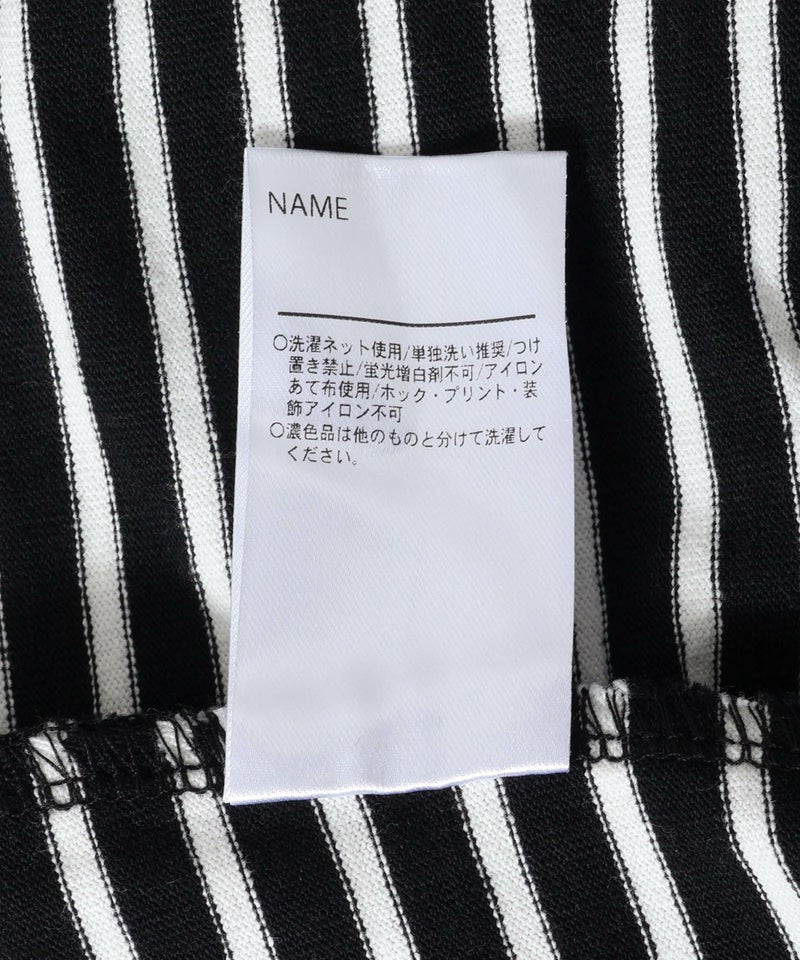 NAME
○洗濯ネット使用/単独洗い推奨/つけ
置き禁止/蛍光増白剤不可/アイロン
あて布使用/ホック・プリント・装
飾アイロン不可
○濃色品は他のものと分けて洗濯して
ください。